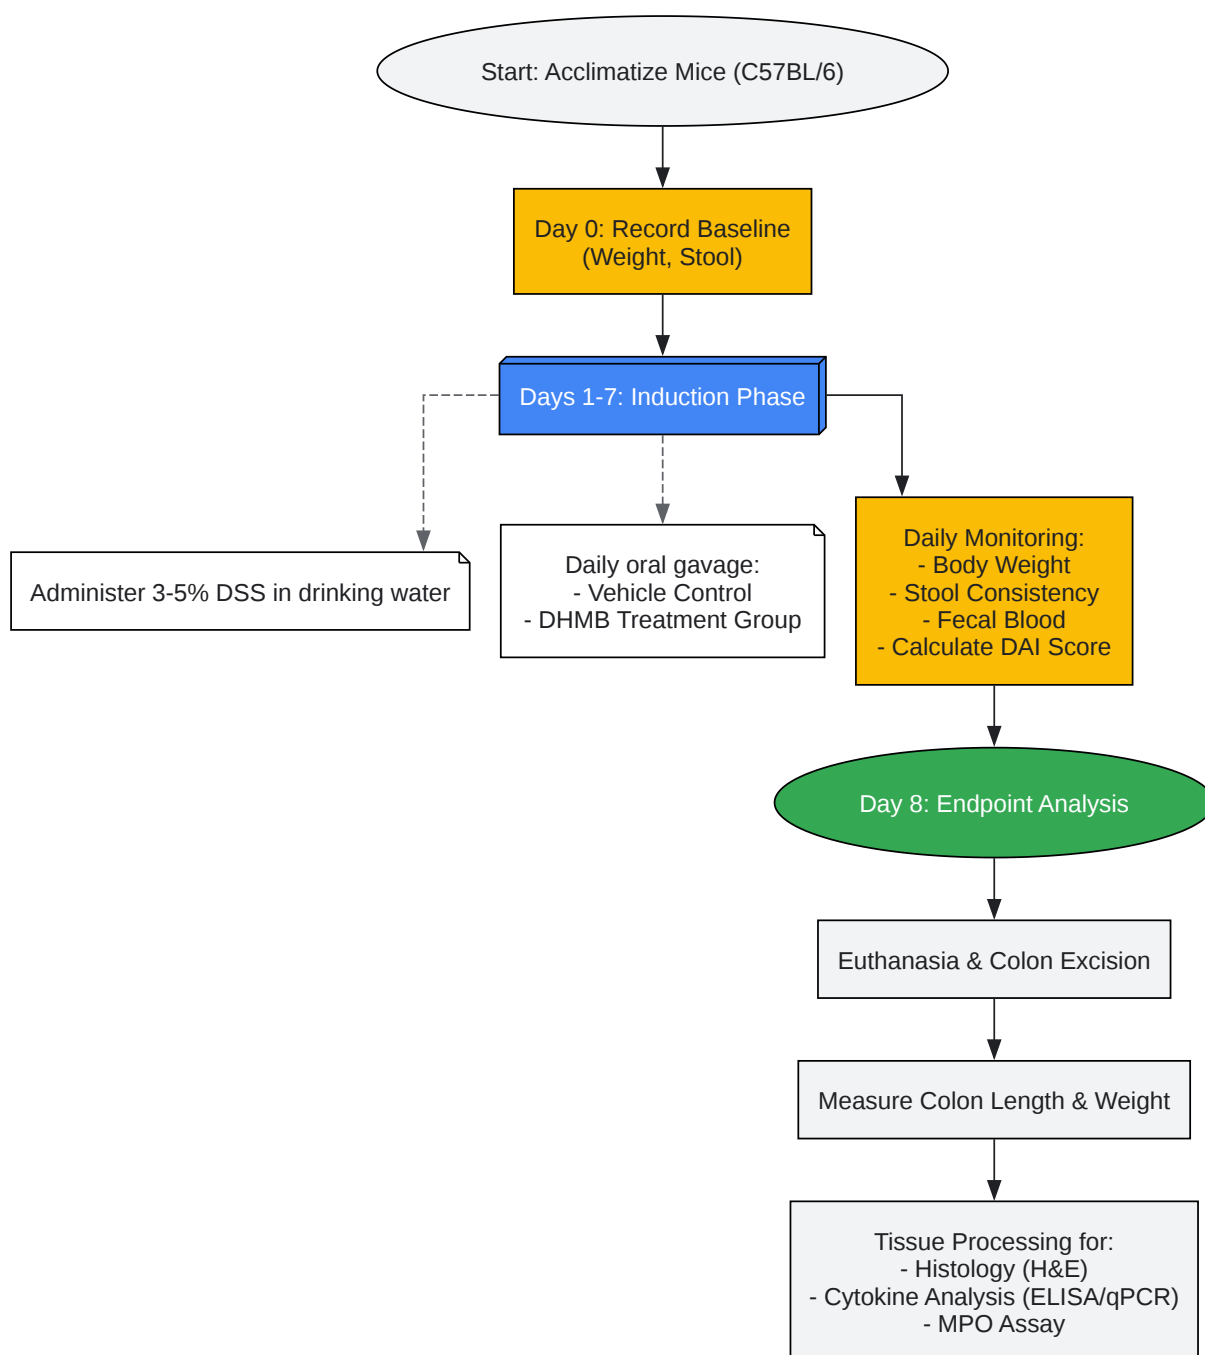 Start: Acclimatize Mice (C57BL/6)
Day 0: Record Baseline
(Weight, Stool)
Days 1-7: Induction Phase
Administer 3-5% DSS in drinking water
Daily oral gavage:
- Vehicle Control
- DHMB Treatment Group
Daily Monitoring:
- Body Weight
- Stool Consistency
- Fecal Blood
- Calculate DAI Score
Day 8: Endpoint Analysis
Euthanasia & Colon Excision
Measure Colon Length & Weight
Tissue Processing for:
- Histology (H&E)
- Cytokine Analysis (ELISA/qPCR)
- MPO Assay